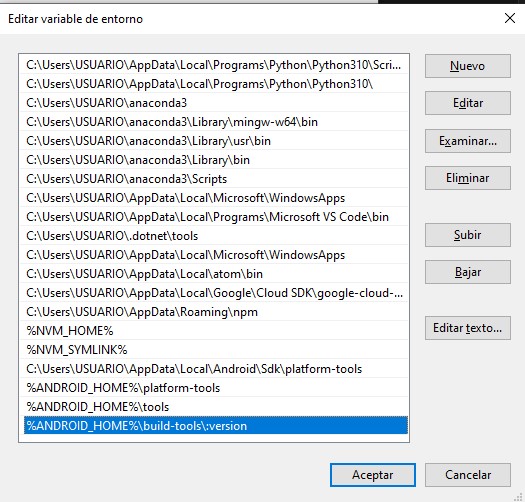 Editar variable de entorno
C:\Users\USUARIO\AppData\Local\Programs\Python\Python310\Scri...
C:\Users\USUARIO\AppData\Local\Programs\Python\Python310\
C:\Users\USUARIO\anaconda3
C:\Users\USUARIO\anaconda3\Library\mingw-w64\bin
C:\Users\USUARIO\anaconda3\Library\usr\bin
C:\Users\USUARIO\anaconda3\Library\bin
C:\Users\USUARIO\anaconda3\Scripts
C:\Users\USUARIO\AppData\Local\Microsoft\WindowsApps
C:\Users\USUARIO\AppData\Local\Programs\Microsoft VS Code\bin
C:\Users\USUARIO\.dotnet\tools
C:\Users\USUARIO\AppData\Local\Microsoft\WindowsApps
C:\Users\USUARIO\AppData\Local\atom\bin
C:\Users\USUARIO\AppData\Local\Google\Cloud SDK\google-cloud-...
C:\Users\USUARIO\AppData\Roaming\npm
%NVM_HOME%
%NVM_SYMLINK%
C:\Users\USUARIO\AppData\Local\Android\Sdk\platform-tools
%ANDROID_HOME%\platform-tools
%ANDROID_HOME%\tools
%ANDROID_HOME%\build-tools\:version
Nuevo
Editar
Examinar...
Eliminar
Subir
Bajar
Editar texto...
Aceptar
Cancelar